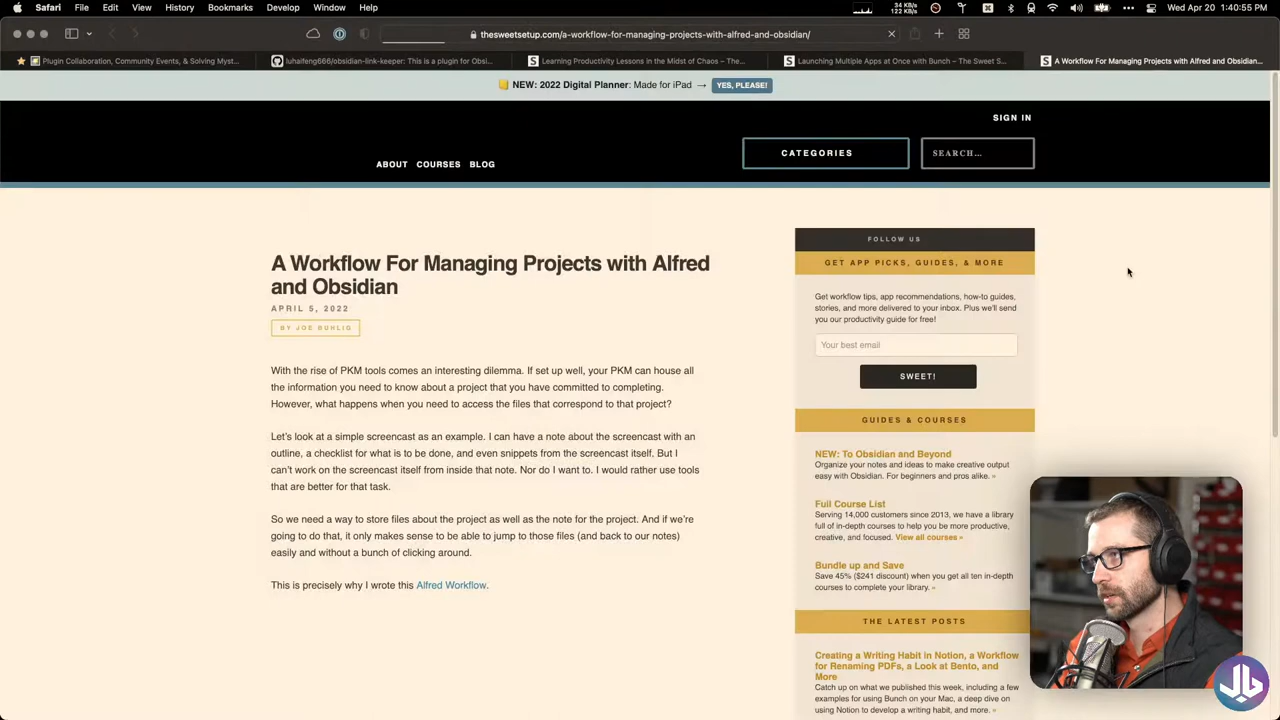 Safari File Edit View History Bookmarks Develop Window Help
34 KB/s
122 KB/s
Wed Apr 20 1:40:55 PM
thesweetsetup.com/a-workflow-for-managing-projects-with-alfred-and-obsidian/
Plugin Collaboration, Community Events, & Solving Myst...
luhaifeng666/obsidian-link-keeper: This is a plugin for Obsi...
Learning Productivity Lessons in the Midst of Chaos – The...
Launching Multiple Apps at Once with Bunch – The Sweet S...
A Workflow For Managing Projects with Alfred and Obsidian...
NEW: 2022 Digital Planner: Made for iPad → YES, PLEASE!
SIGN IN
ABOUT COURSES BLOG
CATEGORIES
SEARCH...
A Workflow For Managing Projects with Alfred
and Obsidian
APRIL 5, 2022
BY JOE BUHLIG
With the rise of PKM tools comes an interesting dilemma. If set up well, your PKM can house all
the information you need to know about a project that you have committed to completing.
However, what happens when you need to access the files that correspond to that project?
Let's look at a simple screencast as an example. I can have a note about the screencast with an
outline, a checklist for what is to be done, and even snippets from the screencast itself. But I
can't work on the screencast itself from inside that note. Nor do I want to. I would rather use tools
that are better for that task.
So we need a way to store files about the project as well as the note for the project. And if we're
going to do that, it only makes sense to be able to jump to those files (and back to our notes)
easily and without a bunch of clicking around.
This is precisely why I wrote this Alfred Workflow.
FOLLOW US
GET APP PICKS, GUIDES, & MORE
Get workflow tips, app recommendations, how-to guides,
stories, and more delivered to your inbox. Plus we'll send
you our productivity guide for free!
Your best email
SWEET!
GUIDES & COURSES
NEW: To Obsidian and Beyond
Organize your notes and ideas to make creative output
easy with Obsidian. For beginners and pros alike. »
Full Course List
Serving 14,000 customers since 2013, we have a library
full of in-depth courses to help you be more productive,
creative, and focused. View all courses »
Bundle up and Save
Save 45% ($241 discount) when you get all ten in-depth
courses to complete your library. »
THE LATEST POSTS
Creating a Writing Habit in Notion, a Workflow
for Renaming PDFs, a Look at Bento, and
More
Catch up on what we published this week, including a few
examples for using Bunch on your Mac, a deep dive on
using Notion to develop a writing habit, and more. »